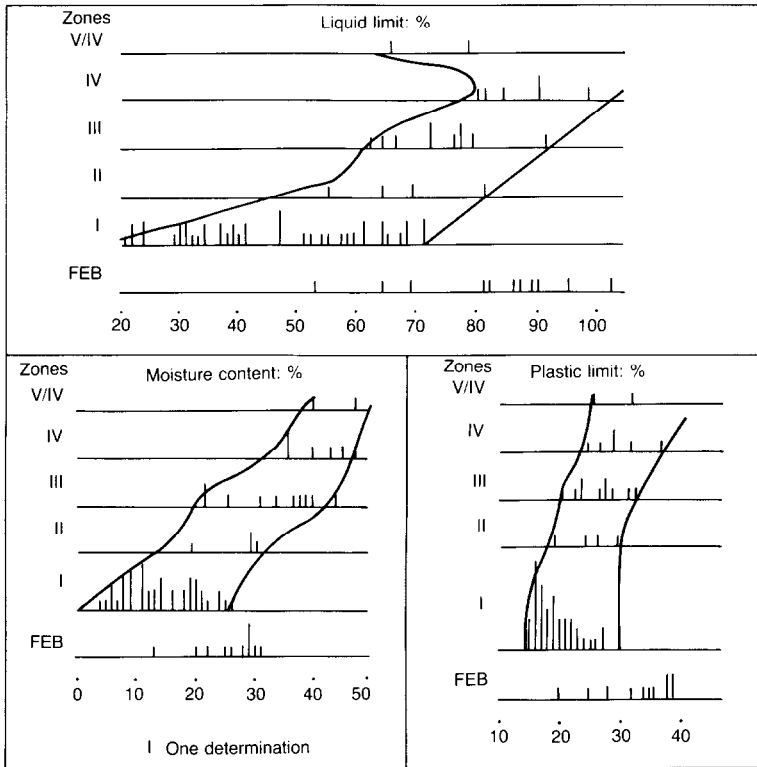 Zones
Liquid limit: %
V/IV
IV
III
II
I
FEB
20 30 40 50 60 70 80 90 100
Zones
Moisture content: %
V/IV
IV
III
II
I
FEB
0 10 20 30 40 50
I One determination
Zones
Plastic limit: %
V/IV
IV
III
II
I
FEB
10 20 30 40